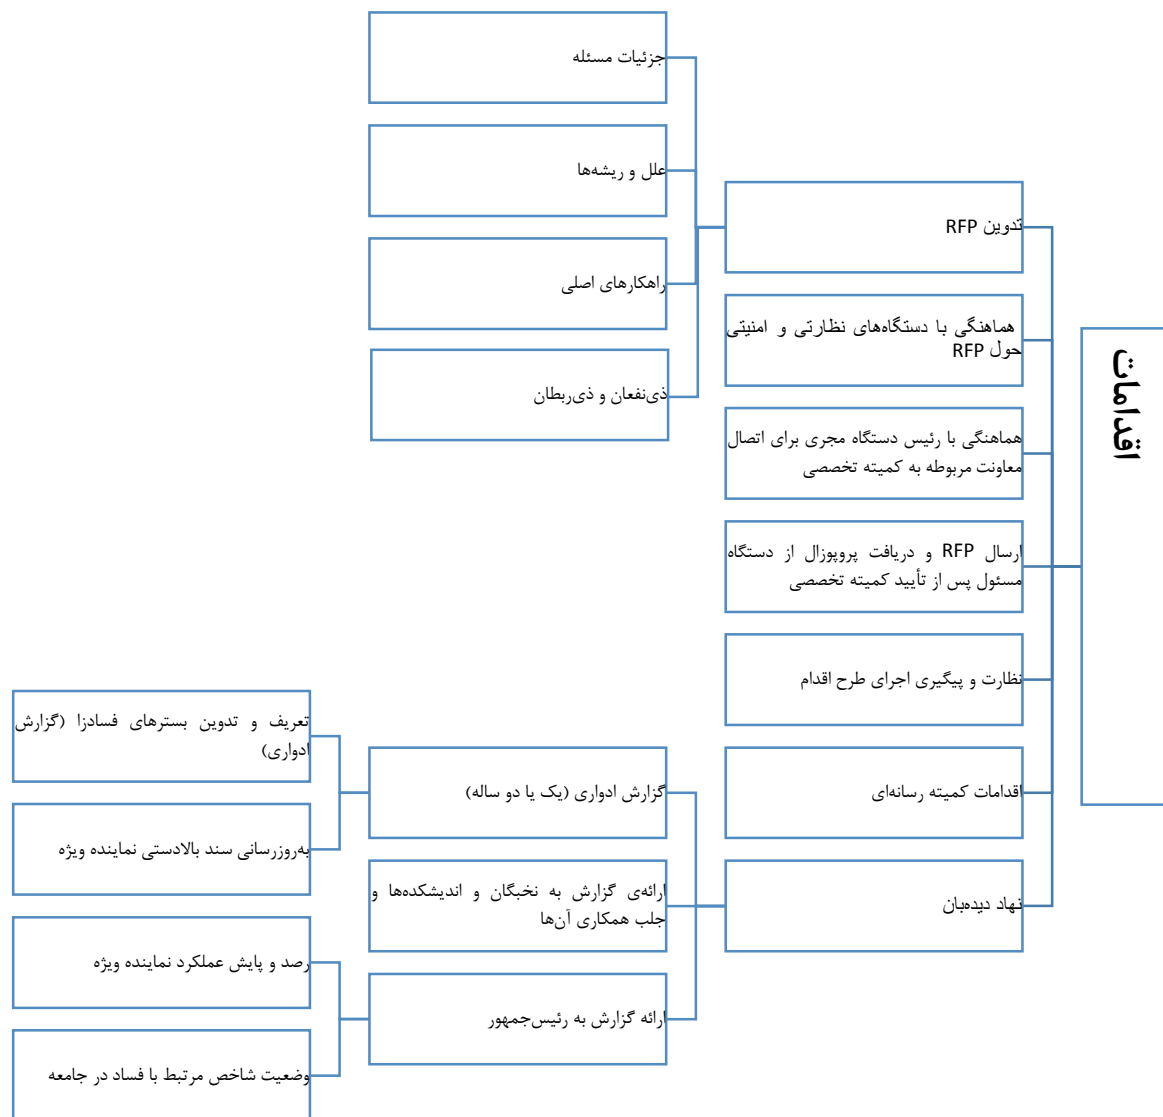 اقدامات
تدوین RFP
جزئیات مسئله
علل و ریشه‌ها
راهکارهای اصلی
ذی‌نفعان و ذی‌ربطان
هماهنگی با دستگاه‌های نظارتی و امنیتی
حول RFP
هماهنگی با رئیس دستگاه مجری برای اتصال
معاونت مربوطه به کمیته تخصصی
ارسال RFP و دریافت پروپوزال از دستگاه
مسئول پس از تأیید کمیته تخصصی
نظارت و پیگیری اجرای طرح اقدام
اقدامات کمیته رسانه‌ای
نهاد دیده‌بان
گزارش ادواری (یک یا دو ساله)
تعریف و تدوین بسترهای فسادزا (گزارش
ادواری)
به‌روزرسانی سند بالادستی نماینده ویژه
ارائه‌ی گزارش به نخبگان و اندیشکده‌ها و
جلب همکاری آن‌ها
ارائه گزارش به رئیس‌جمهور
رصد و پایش عملکرد نماینده ویژه
وضعیت شاخص مرتبط با فساد در جامعه